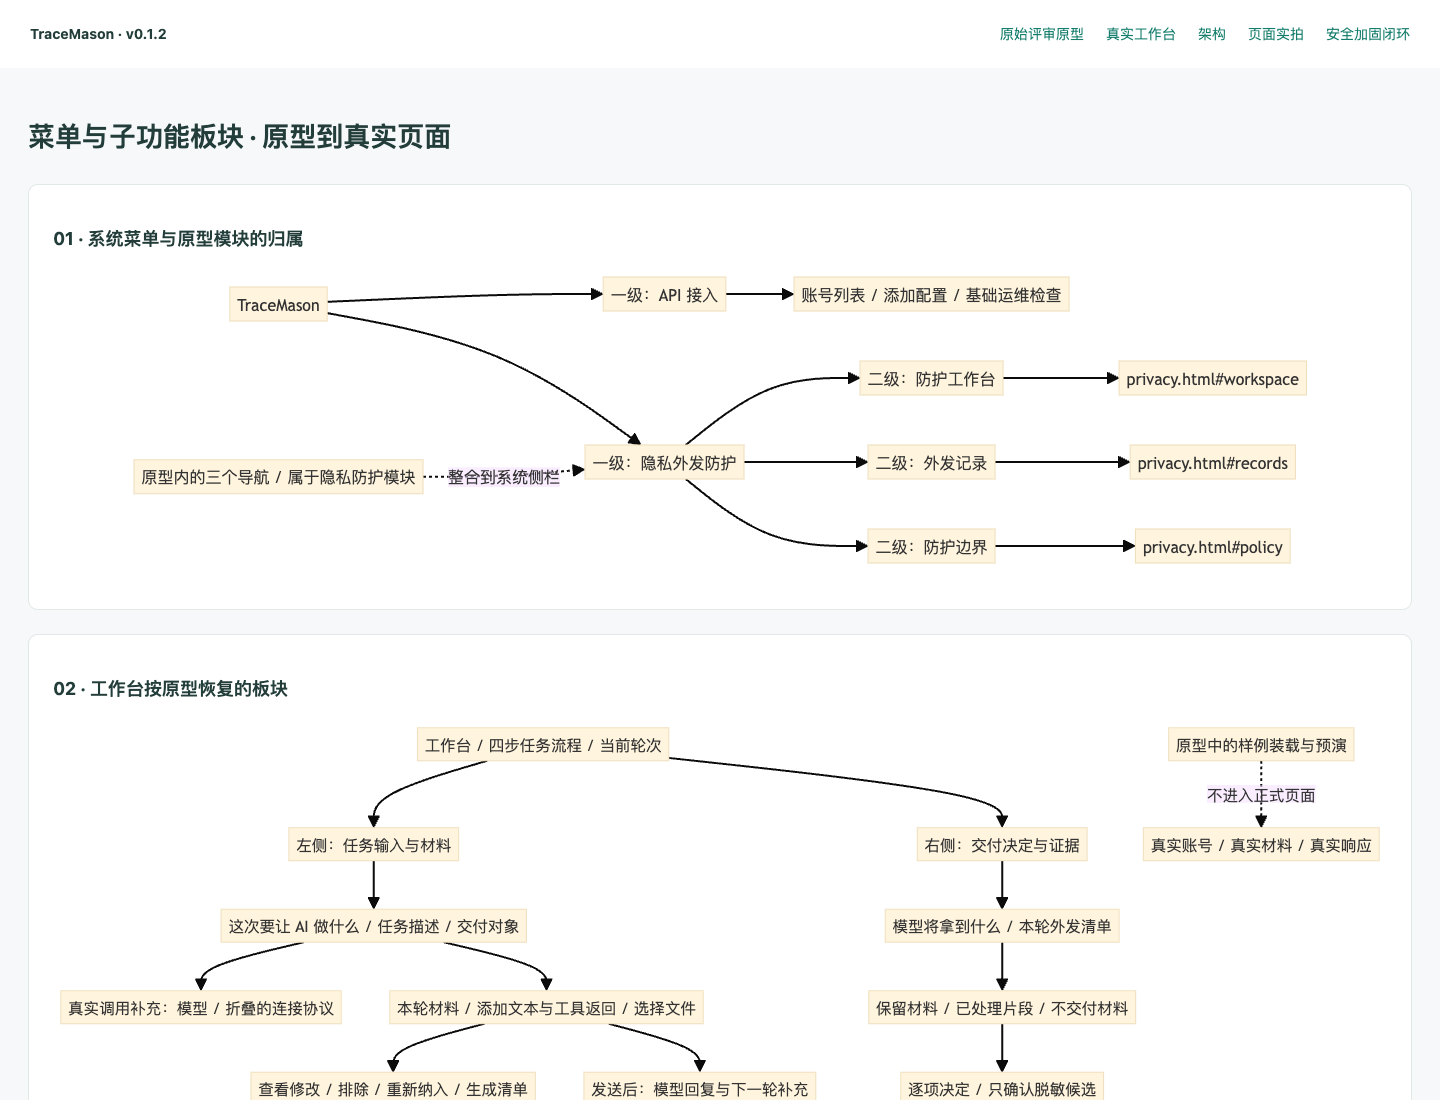 TraceMason · v0.1.2
原始评审原型 真实工作台 架构 页面实拍 安全加固闭环
菜单与子功能板块 · 原型到真实页面
01 · 系统菜单与原型模块的归属
TraceMason
一级：API 接入
账号列表 / 添加配置 / 基础运维检查
二级：防护工作台
privacy.html#workspace
原型内的三个导航 / 属于隐私防护模块
整合到系统侧栏
一级：隐私外发防护
二级：外发记录
privacy.html#records
二级：防护边界
privacy.html#policy
02 · 工作台按原型恢复的板块
工作台 / 四步任务流程 / 当前轮次
原型中的样例装载与预演
不进入正式页面
左侧：任务输入与材料
右侧：交付决定与证据
真实账号 / 真实材料 / 真实响应
这次要让 AI 做什么 / 任务描述 / 交付对象
模型将拿到什么 / 本轮外发清单
真实调用补充：模型 / 折叠的连接协议
本轮材料 / 添加文本与工具返回 / 选择文件
保留材料 / 已处理片段 / 不交付材料
查看修改 / 排除 / 重新纳入 / 生成清单
发送后：模型回复与下一轮补充
逐项决定 / 只确认脱敏候选